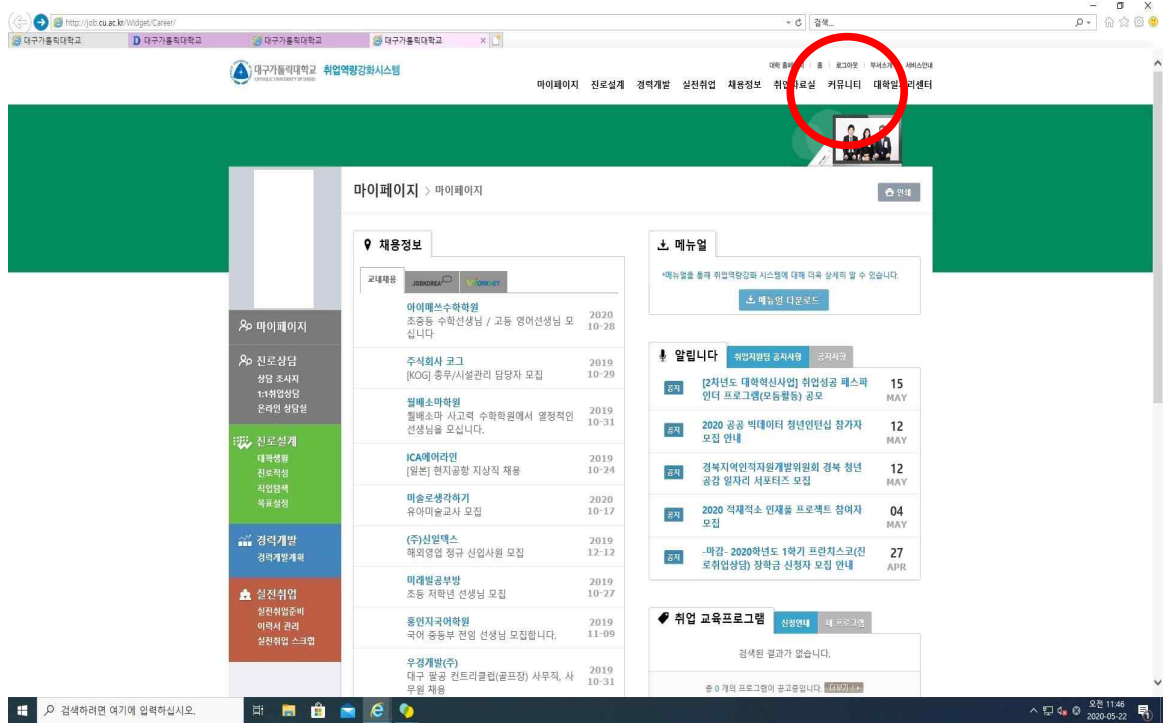 http://job.cu.ac.kr/Widget/Career/
검색...
대구가톨릭대학교
대구가톨릭대학교
대구가톨릭대학교
대구가톨릭대학교
대구가톨릭대학교 취업역량강화시스템
홈 로그아웃 서비스안내
마이페이지 진로설계 경력개발 실전취업 채용정보 취업자료실 커뮤니티
마이페이지 > 마이페이지
인쇄
마이페이지
진로상담
상담 조사지
1:1취업상담
온라인 상담실
진로설계
대학생활
진로적성
직업탐색
목표설정
경력개발
경력개발계획
실전취업
실전취업준비
이력서 관리
실전취업 스크랩
채용정보
교내채용 JOBKOREA WORKNET
아이매쓰수학학원
초중등 수학선생님 / 고등 영어선생님 모
십니다
2020
10-28
주식회사 코그
[KOG] 총무/시설관리 담당자 모집
2019
10-29
월배소마학원
월배소마 사고력 수학학원에서 열정적인
선생님을 모십니다.
2019
10-31
ICA에어라인
[일본] 현지공항 지상직 채용
2019
10-24
미술로생각하기
유아미술교사 모집
2020
10-17
(주)신일덱스
해외영업 정규 신입사원 모집
2019
12-12
미래빌공부방
초등 저학년 선생님 모집
2019
10-27
홍인지국어학원
국어 중등부 전임 선생님 모집합니다.
2019
11-09
우경개발(주)
대구 팔공 컨트리클럽(골프장) 사무직, 사
무원 채용
2019
10-31
메뉴얼
*메뉴얼을 통해 취업역량강화 시스템에 대해 더욱 상세히 알 수 있습니다.
메뉴얼 다운로드
알립니다 취업지원팀 공지사항 공지사항
공지
[2차년도 대학혁신사업] 취업성공 패스파
인더 프로그램(모둠활동) 공모
15
MAY
공지
2020 공공 빅데이터 청년인턴십 참가자
모집 안내
12
MAY
공지
경북지역인적자원개발위원회 경북 청년
공감 일자리 서포터즈 모집
12
MAY
공지
2020 적재적소 인재풀 프로젝트 참여자
모집
04
MAY
공지
-마감- 2020학년도 1학기 프란치스코(진
로취업상담) 장학금 신청자 모집 안내
27
APR
취업 교육프로그램 신청안내 내 프로그램
검색된 결과가 없습니다.
총 0 개의 프로그램이 공고중입니다. 더보기
검색하려면 여기에 입력하십시오.
오전 11:46
2020-05-22